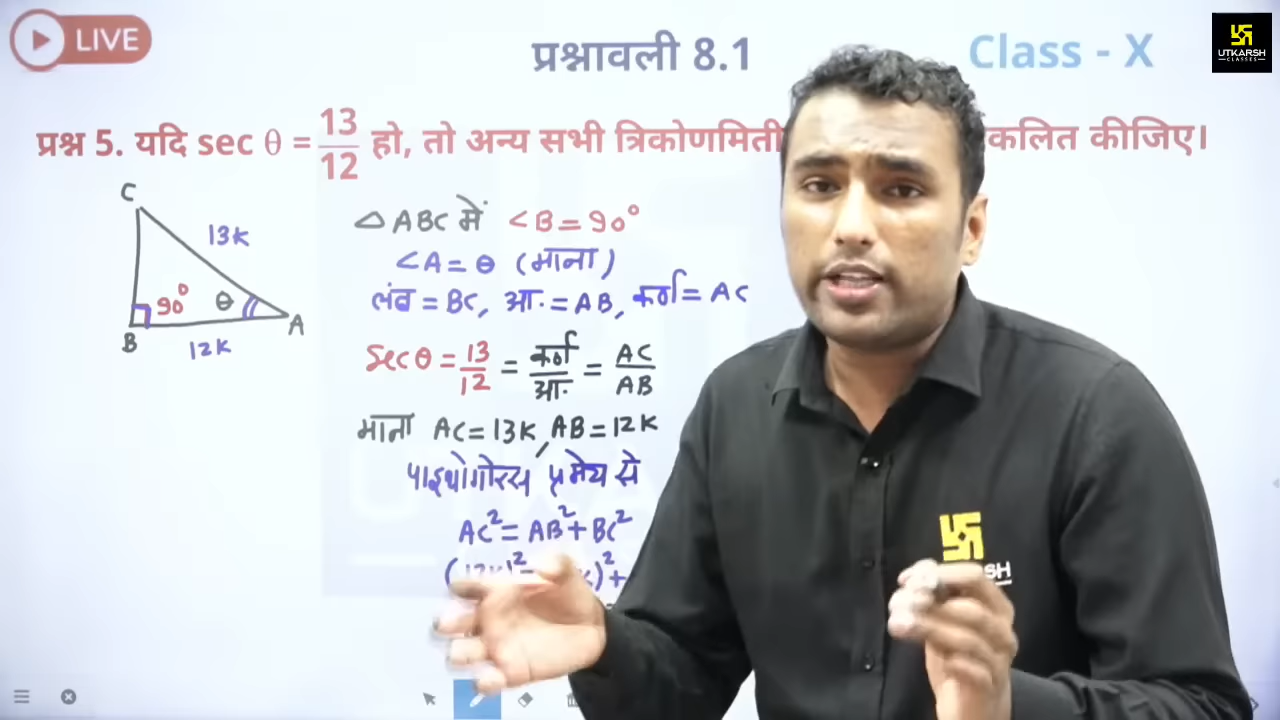 LIVE
प्रश्नावली 8.1
Class - X
UTKARSH
CLASSES
प्रश्न 5. यदि sec θ = 13/12 हो, तो अन्य सभी त्रिकोणमिती कलित कीजिए।
C
13K
90°
θ
A
B
12K
△ ABC में ∠B = 90°
∠A = θ (माना)
लंब = BC, आ. = AB, कर्ण = AC
Sec θ = 13/12 = कर्ण/आ. = AC/AB
माना AC = 13K, AB = 12K
पाइथोगोरस प्रमेय से
AC² = AB² + BC²